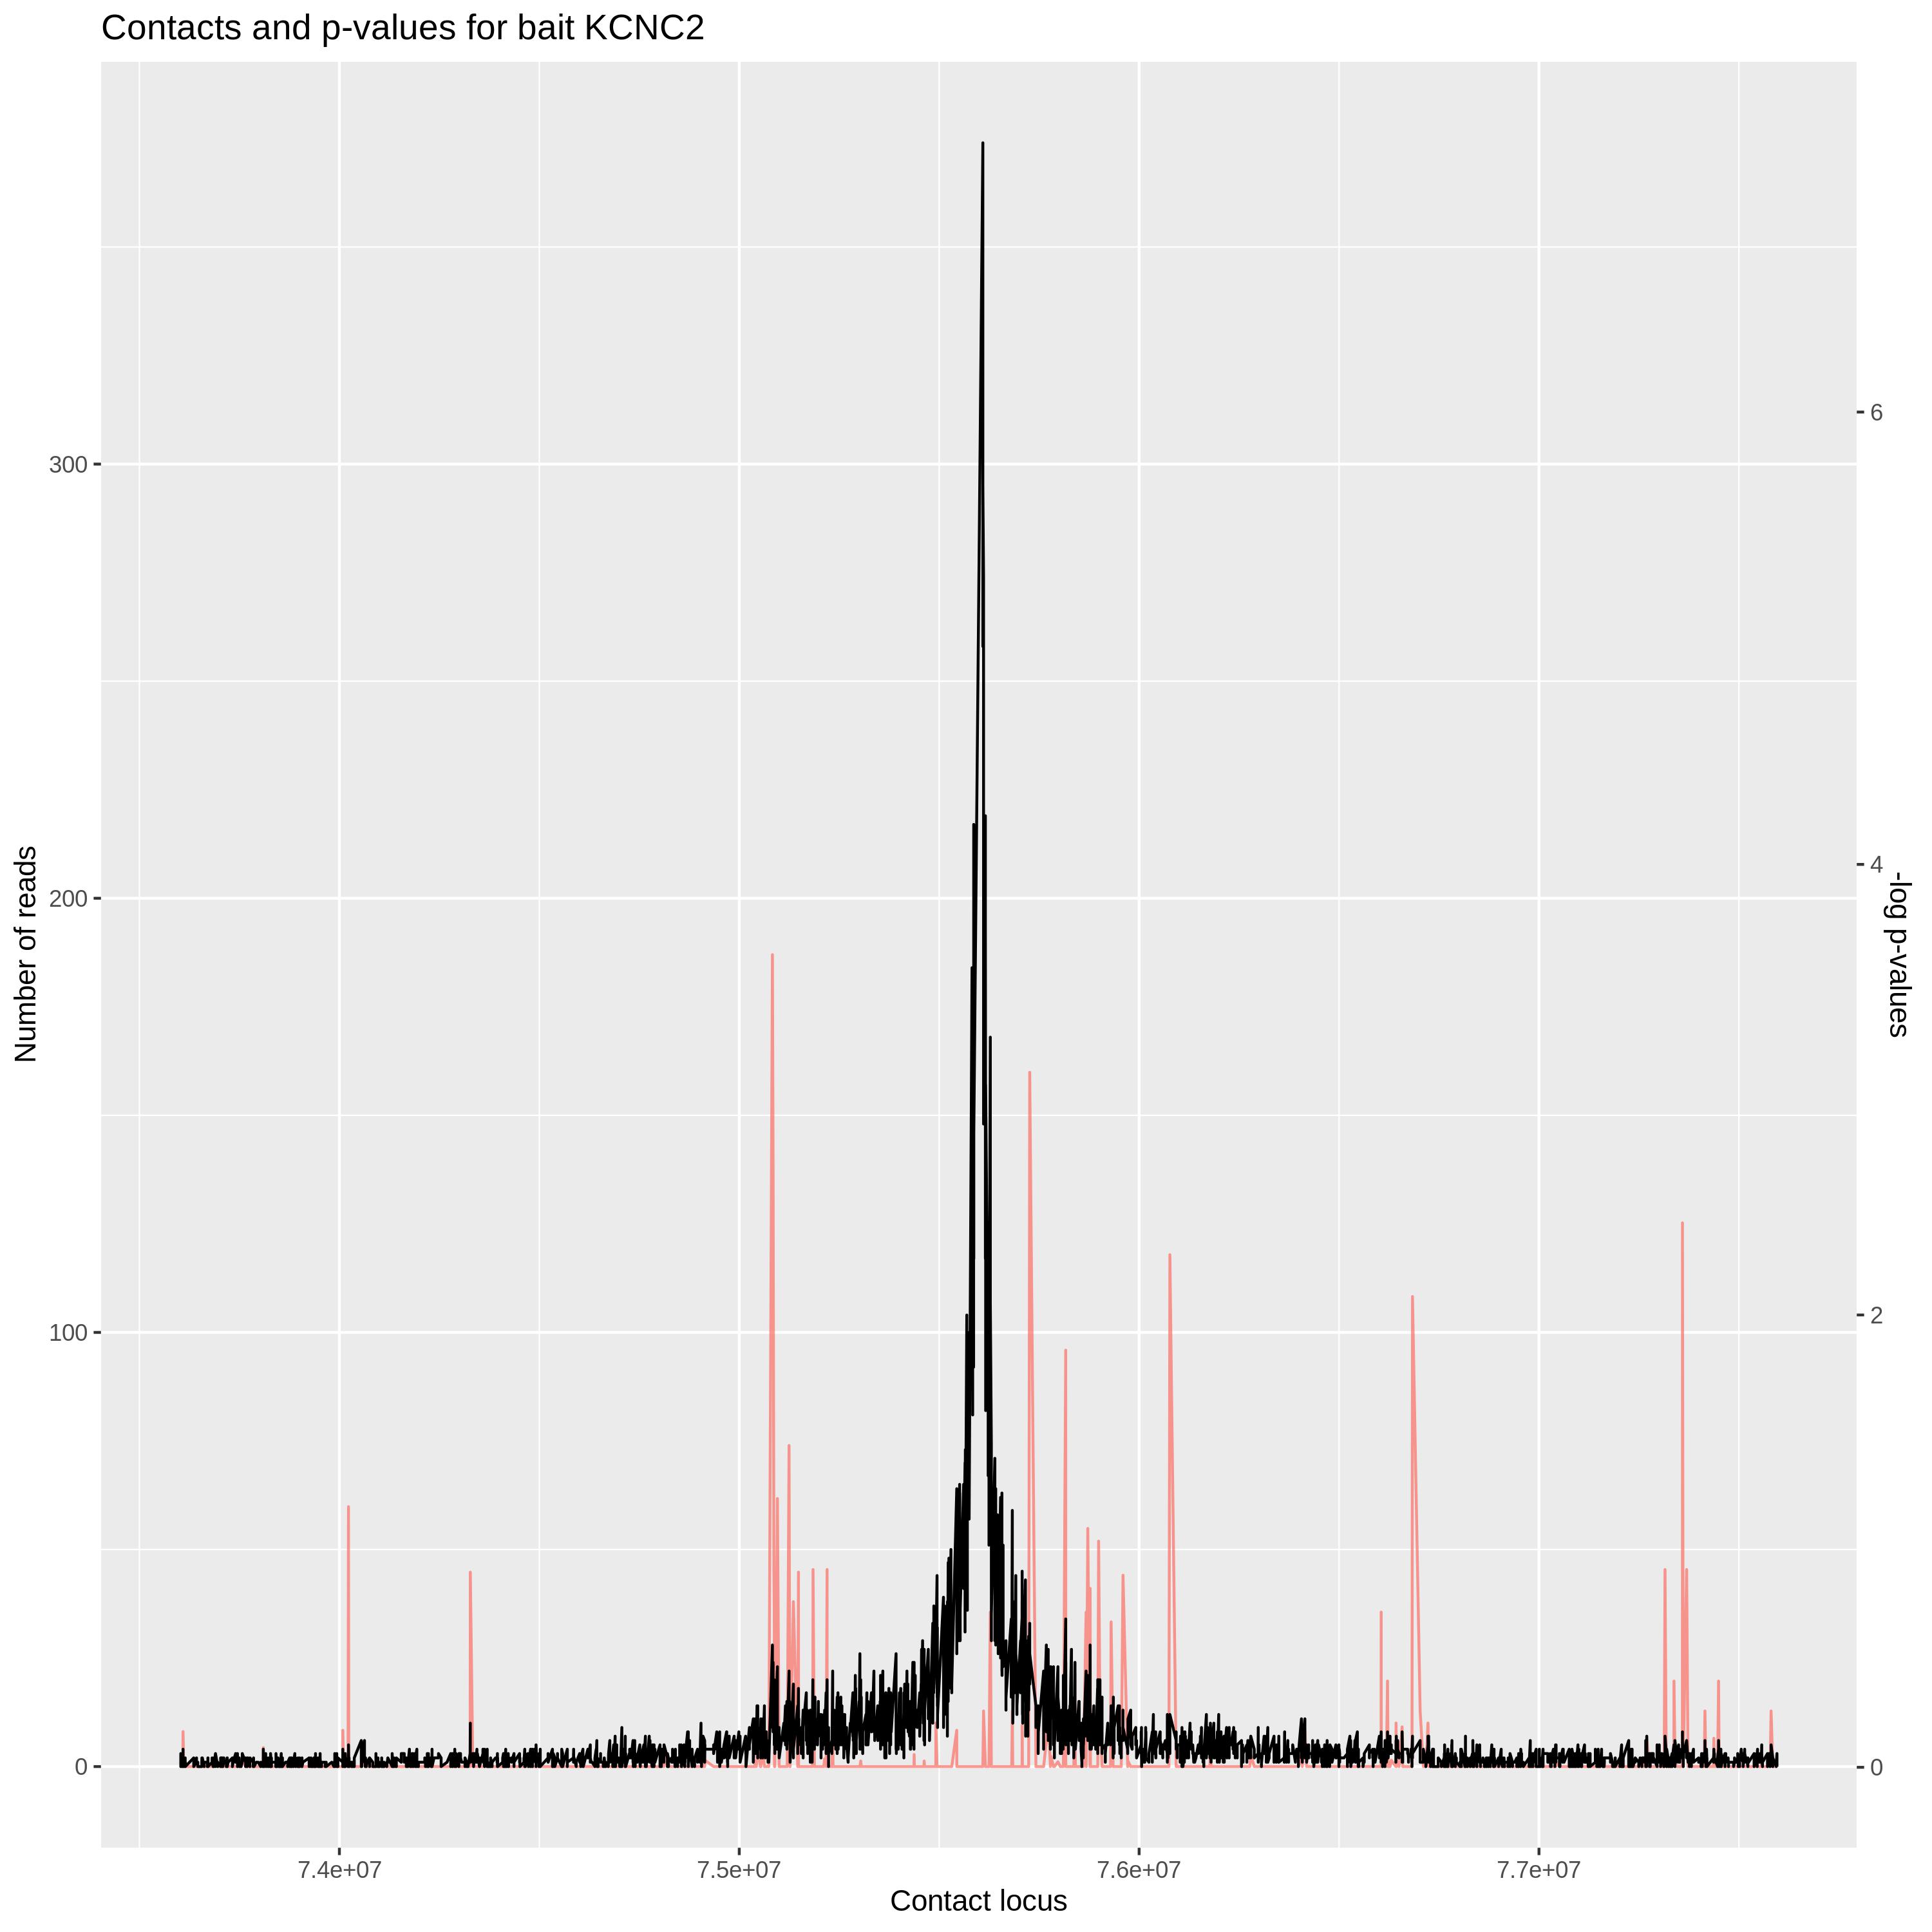 Contacts and p-values for bait KCNC2
Number of reads
300
200
100
0
6
4
2
0
-log p-values
7.4e+07
7.5e+07
7.6e+07
7.7e+07
Contact locus